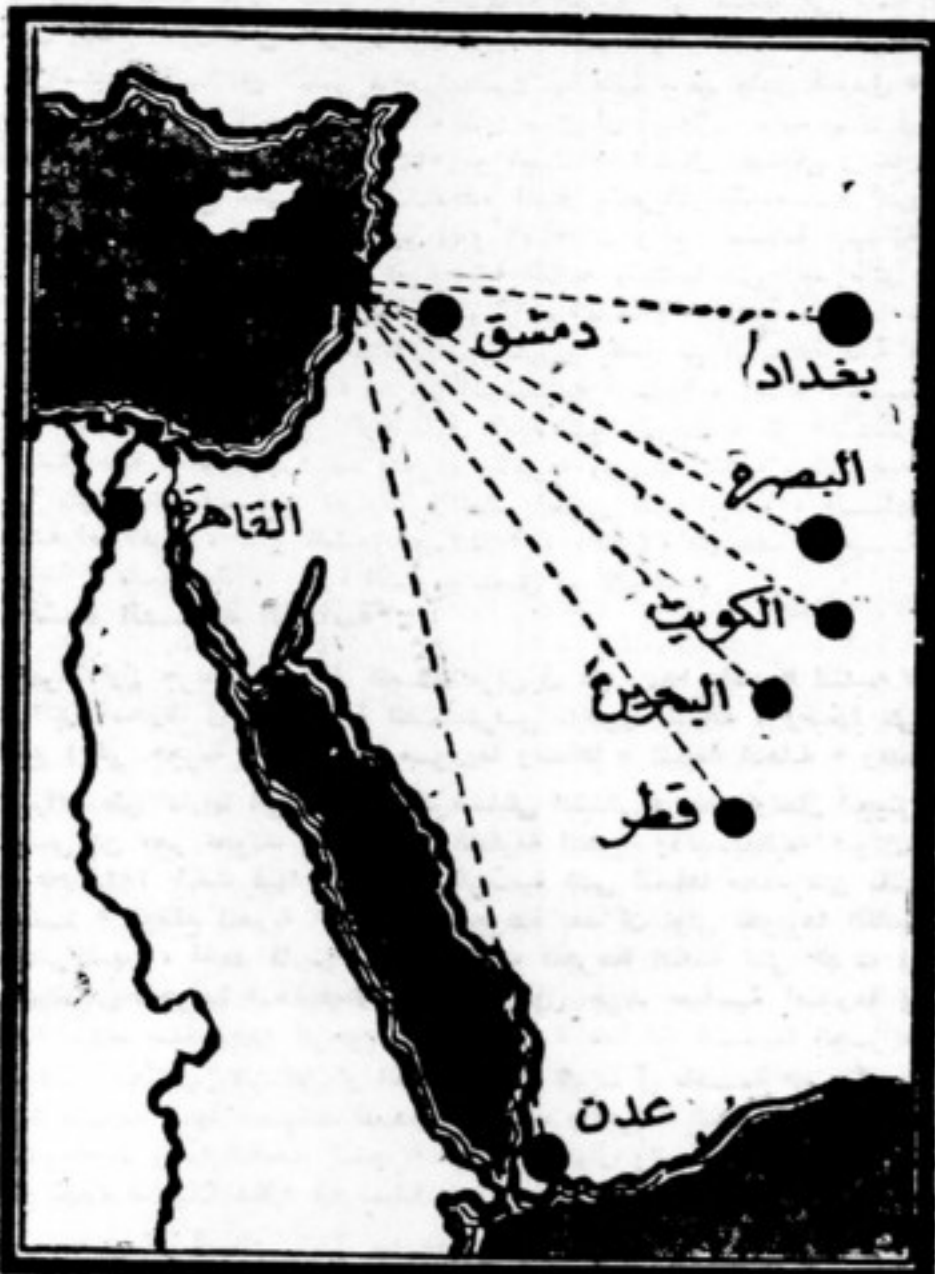 دمشق
بغداد
البصرة
القاهرة
الكويت
البحرين
قطر
عدن